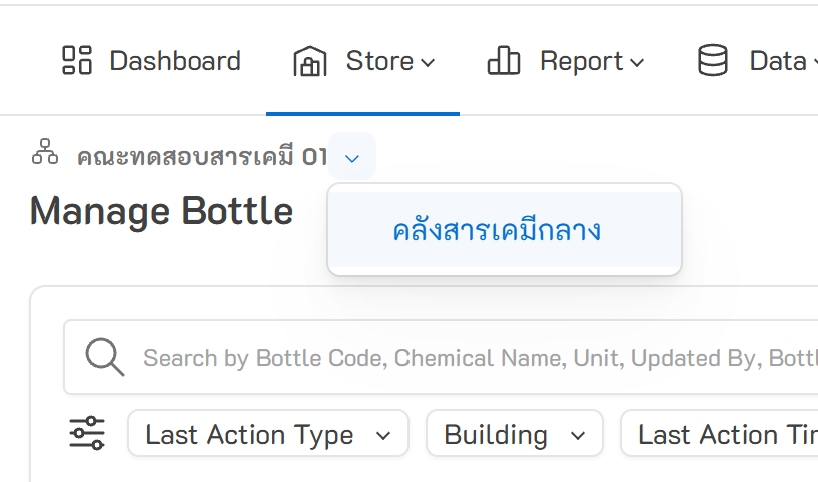 Dashboard Store Report Data
คณะทดสอบสารเคมี 01
Manage Bottle
คลังสารเคมีกลาง
Search by Bottle Code, Chemical Name, Unit, Updated By, Bottl
Last Action Type Building Last Action Tim